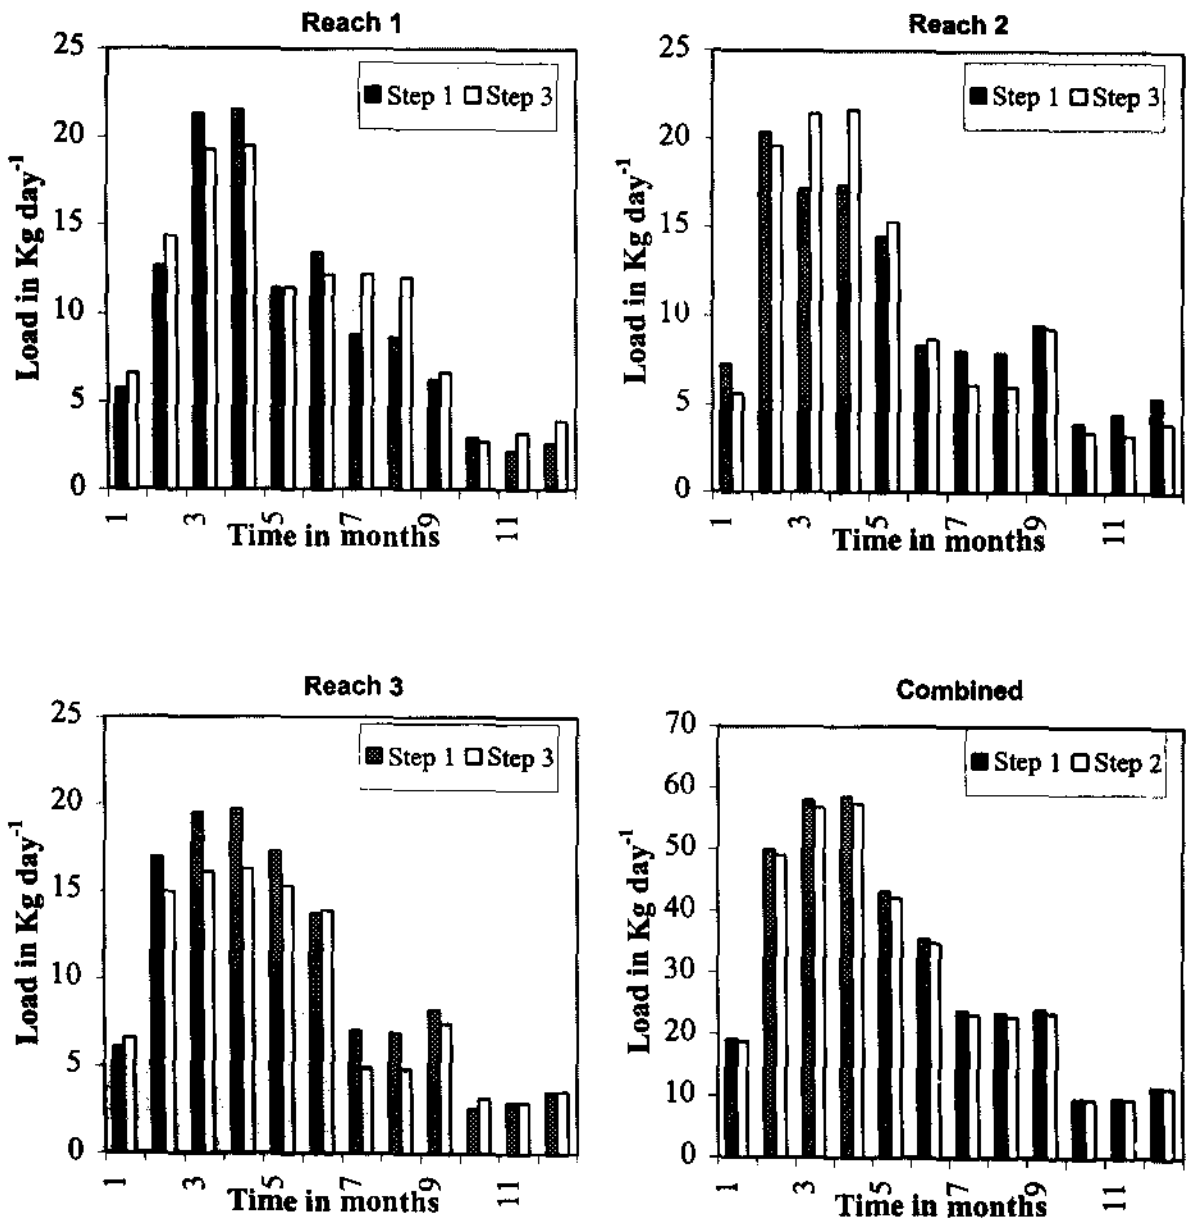 Reach 1
25
20
15
10
5
0
Load in Kg day-1
Step 1 Step 3
1 3 5 7 9 11
Time in months
Reach 2
25
20
15
10
5
0
Load in Kg day-1
Step 1 Step 3
1 3 5 7 9 11
Time in months
Reach 3
25
20
15
10
5
0
Load in Kg day-1
Step 1 Step 3
1 3 5 7 9 11
Time in months
Combined
70
60
50
40
30
20
10
0
Load in Kg day-1
Step 1 Step 2
1 3 5 7 9 11
Time in months